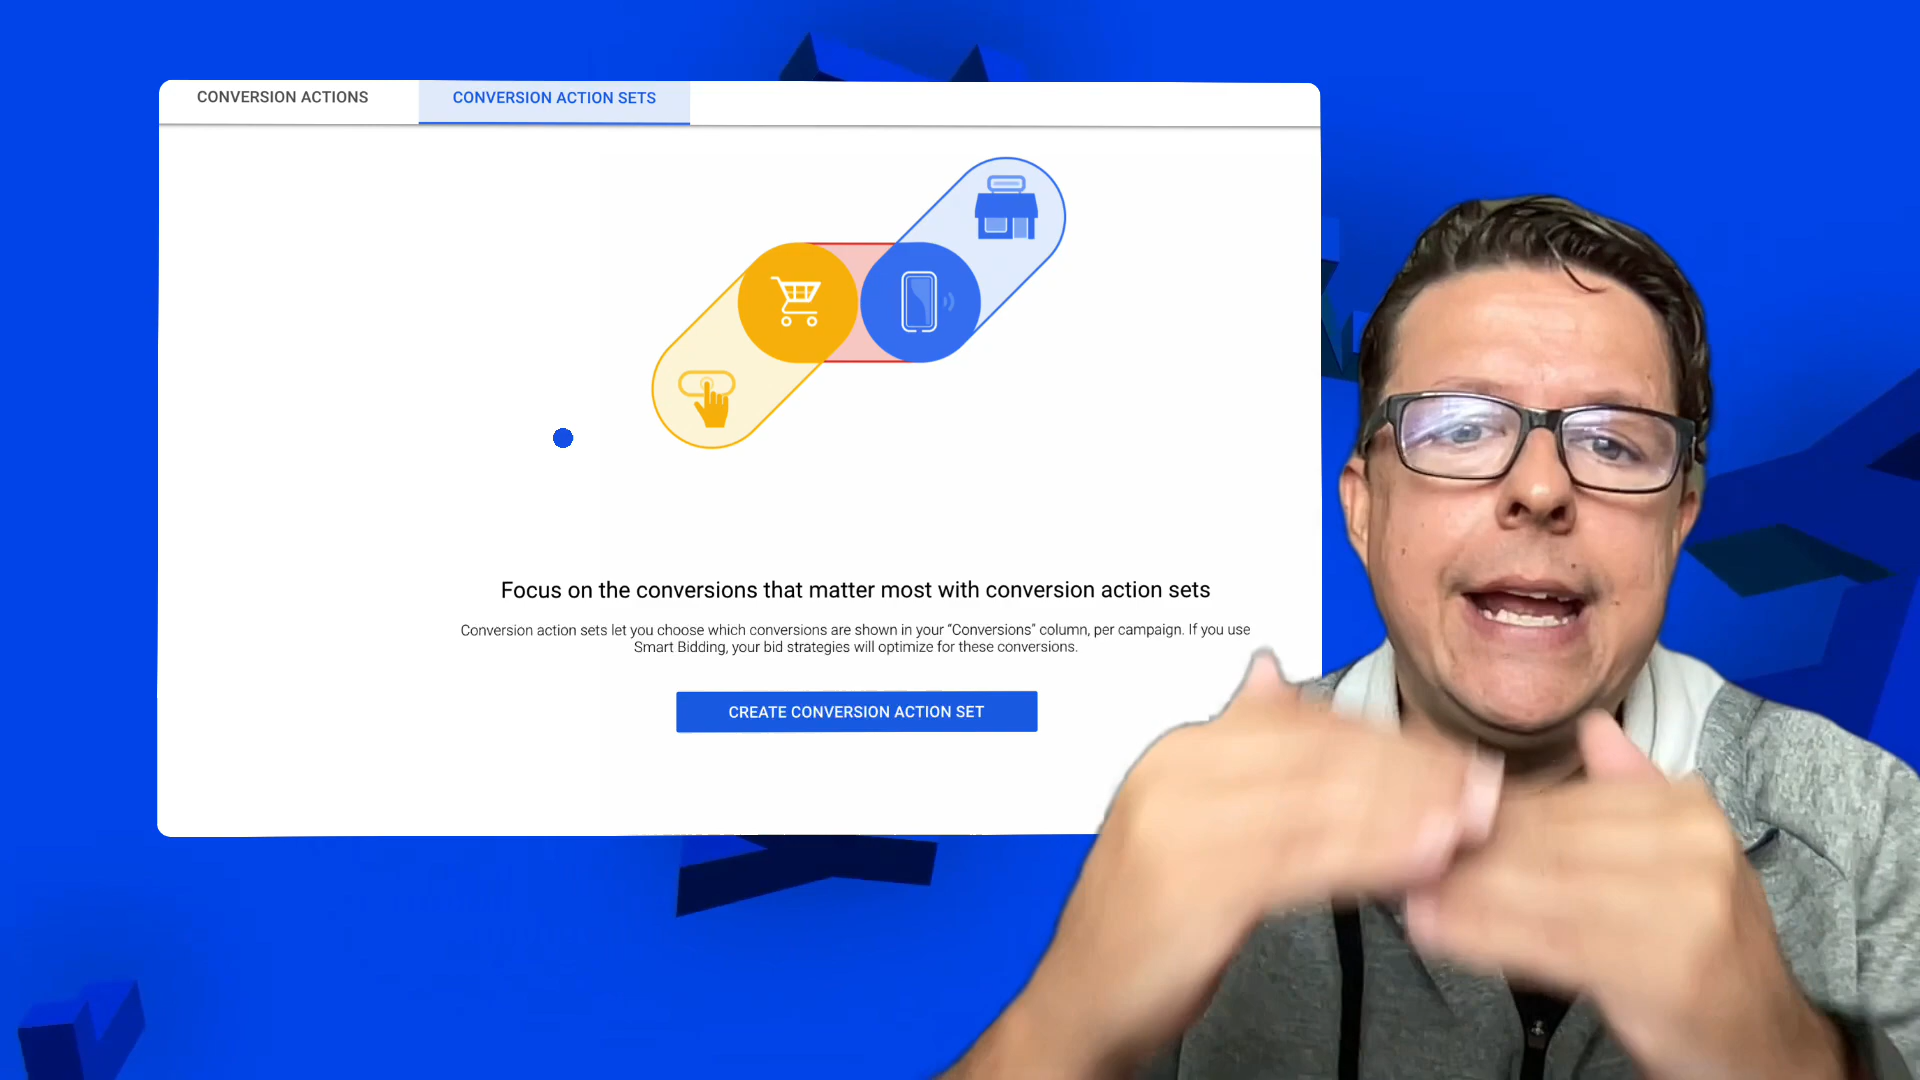 CONVERSION ACTIONS
CONVERSION ACTION SETS
Focus on the conversions that matter most with conversion action sets
Conversion action sets let you choose which conversions are shown in your “Conversions” column, per campaign. If you use
Smart Bidding, your bid strategies will optimize for these conversions.
CREATE CONVERSION ACTION SET